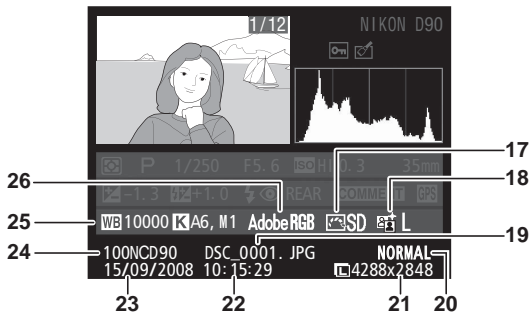 1/12 NIKON D90
17
P 1/250 F5.6 ISO HI 0.3 35mm
18
26
-1.3 +1.0 REAR COMMENT GPS
25 WB 10000 K A6, M1 Adobe RGB SD L
19
24 100NCD90 DSC_0001. JPG NORMAL
15/09/2008 10:15:29 L 4288x2848
23 22 21 20